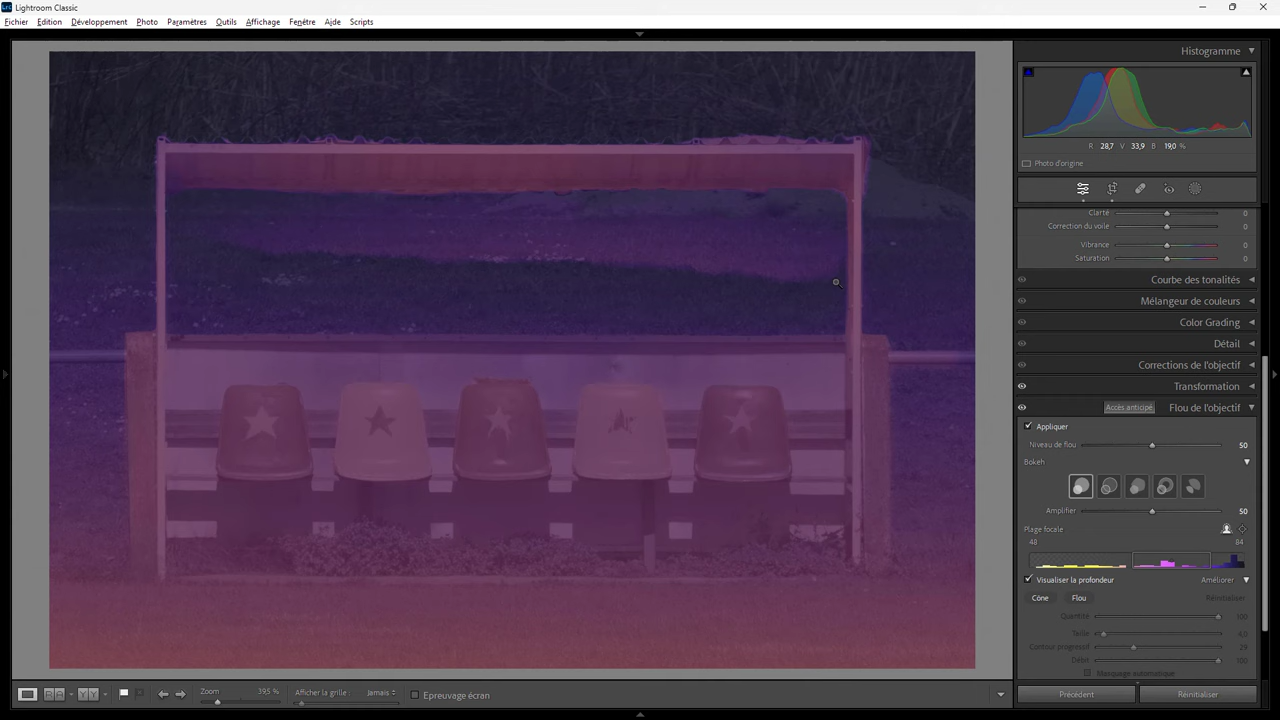 Lightroom Classic
Fichier Edition Développement Photo Paramètres Outils Affichage Fenêtre Aide Scripts
Histogramme
R 28,7 V 33,9 B 19,0 %
Photo d'origine
Clarté 0
Correction du voile 0
Vibrance 0
Saturation 0
Courbe des tonalités
Mélangeur de couleurs
Color Grading
Détail
Corrections de l'objectif
Transformation
Accès anticipé Flou de l'objectif
Appliquer
Niveau de flou 50
Bokeh
Amplifier 50
Plage focale
48 84
Visualiser la profondeur Améliorer
Cône Flou Réinitialiser
Quantité 100
Taille 4,0
Contour progressif 29
Débit 100
Masquage automatique
Zoom 39,5 % Afficher la grille : Jamais Epreuvage écran
Précédent Réinitialiser